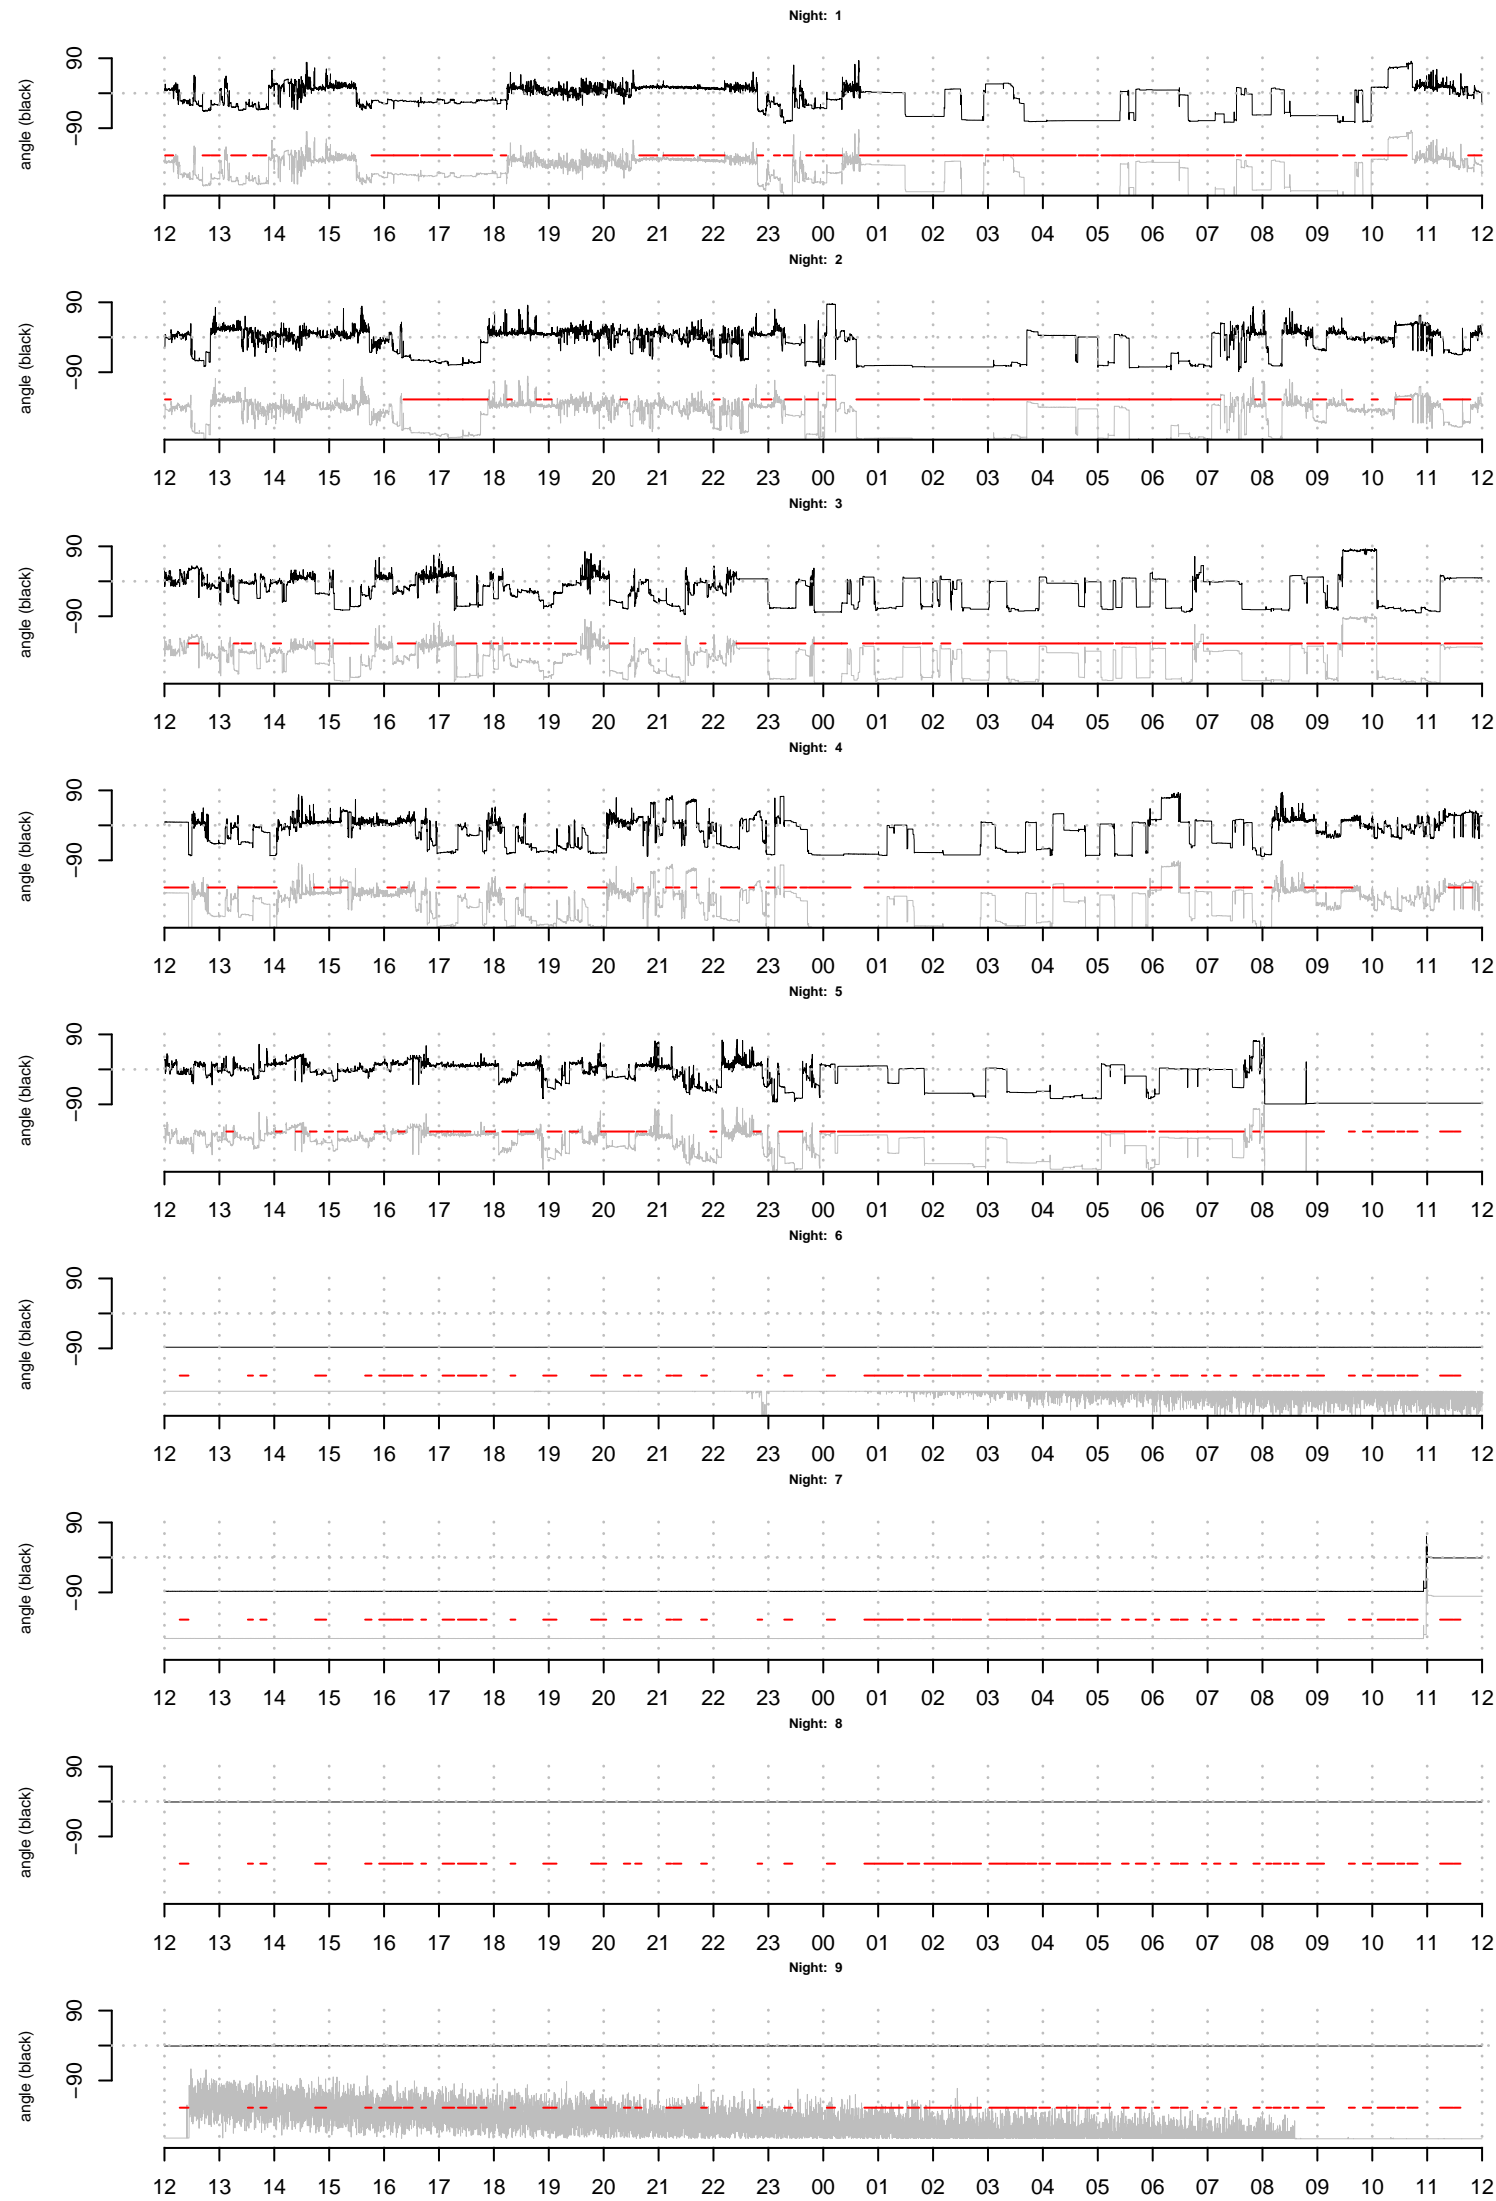 Night: 1
90
-90
angle (black)
12 13 14 15 16 17 18 19 20 21 22 23 00 01 02 03 04 05 06 07 08 09 10 11 12
Night: 2
90
-90
angle (black)
12 13 14 15 16 17 18 19 20 21 22 23 00 01 02 03 04 05 06 07 08 09 10 11 12
Night: 3
90
-90
angle (black)
12 13 14 15 16 17 18 19 20 21 22 23 00 01 02 03 04 05 06 07 08 09 10 11 12
Night: 4
90
-90
angle (black)
12 13 14 15 16 17 18 19 20 21 22 23 00 01 02 03 04 05 06 07 08 09 10 11 12
Night: 5
90
-90
angle (black)
12 13 14 15 16 17 18 19 20 21 22 23 00 01 02 03 04 05 06 07 08 09 10 11 12
Night: 6
90
-90
angle (black)
12 13 14 15 16 17 18 19 20 21 22 23 00 01 02 03 04 05 06 07 08 09 10 11 12
Night: 7
90
-90
angle (black)
12 13 14 15 16 17 18 19 20 21 22 23 00 01 02 03 04 05 06 07 08 09 10 11 12
Night: 8
90
-90
angle (black)
12 13 14 15 16 17 18 19 20 21 22 23 00 01 02 03 04 05 06 07 08 09 10 11 12
Night: 9
90
-90
angle (black)
12 13 14 15 16 17 18 19 20 21 22 23 00 01 02 03 04 05 06 07 08 09 10 11 12